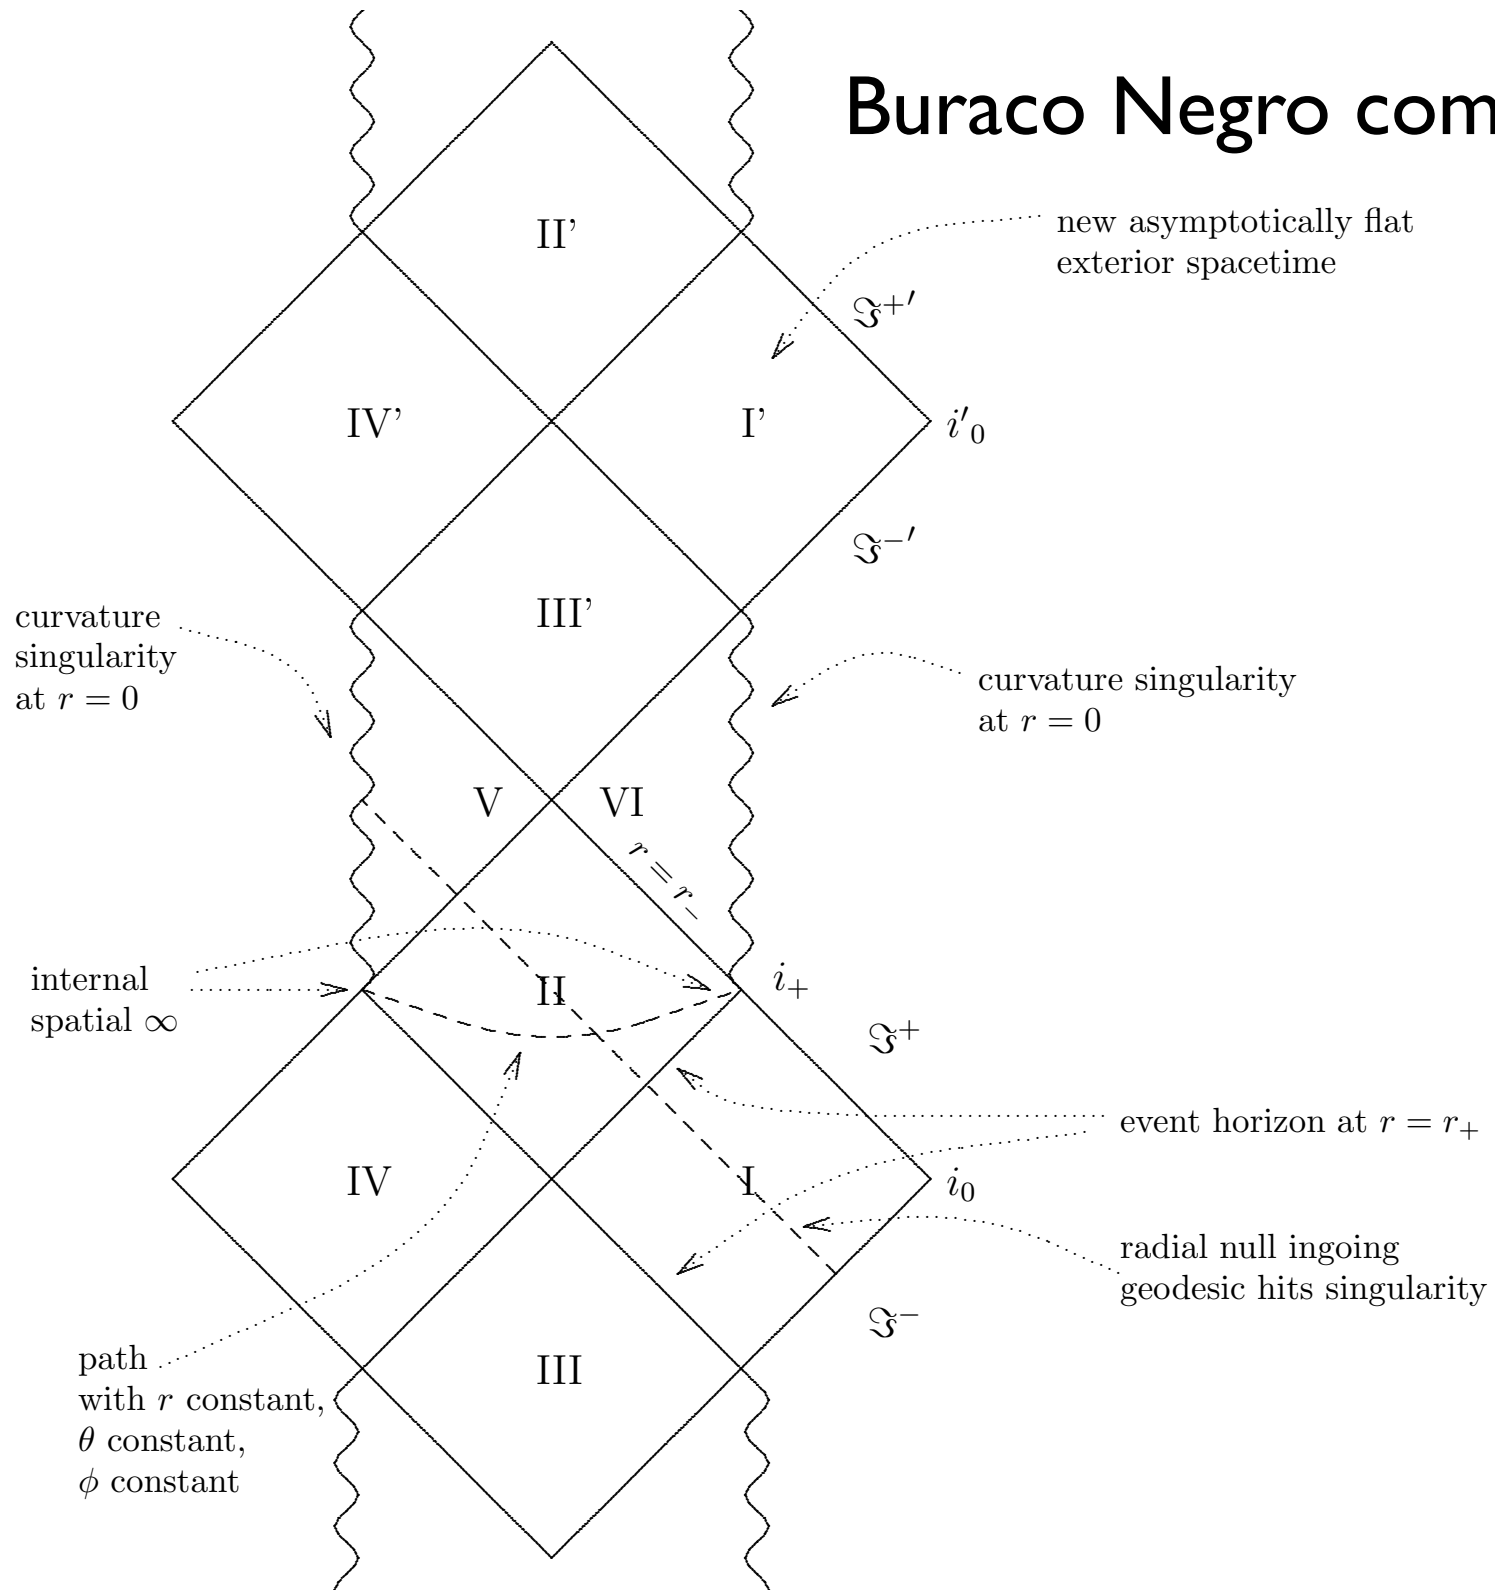 Buraco Negro com
new asymptotically flat
exterior spacetime
II'
ℑ⁺′
IV'
I'
i′₀
ℑ⁻′
curvature
singularity
at r = 0
III'
curvature singularity
at r = 0
V
VI
r = r₋
internal
spatial ∞
II
i₊
ℑ⁺
event horizon at r = r₊
IV
I
i₀
radial null ingoing
geodesic hits singularity
ℑ⁻
path
with r constant,
θ constant,
ϕ constant
III